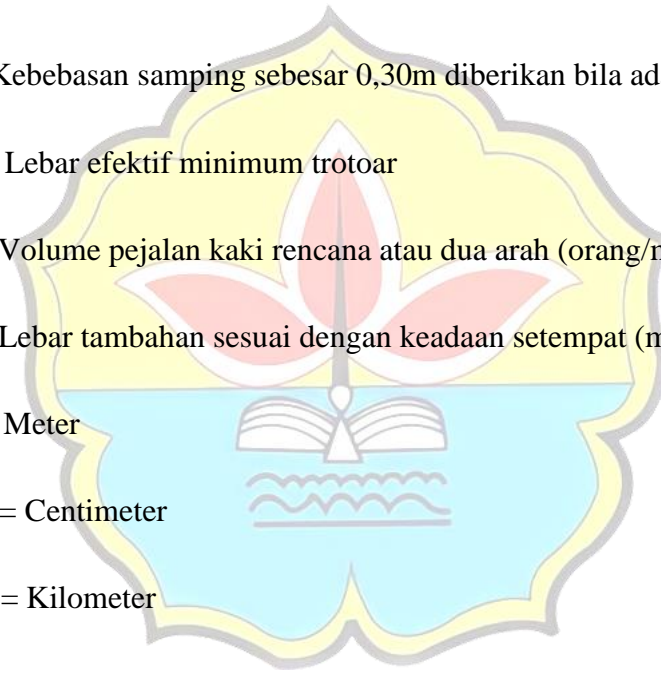 Kebebasan samping sebesar 0,30m diberikan bila ad
Lebar efektif minimum trotoar
Volume pejalan kaki rencana atau dua arah (orang/
Lebar tambahan sesuai dengan keadaan setempat (m
Meter
= Centimeter
= Kilometer